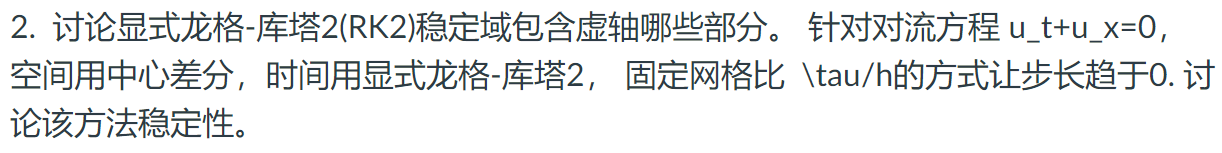 2. 讨论显式龙格-库塔2(RK2)稳定域包含虚轴哪些部分。 针对对流方程 u_t+u_x=0，
空间用中心差分，时间用显式龙格-库塔2， 固定网格比 \tau/h的方式让步长趋于0. 讨
论该方法稳定性。